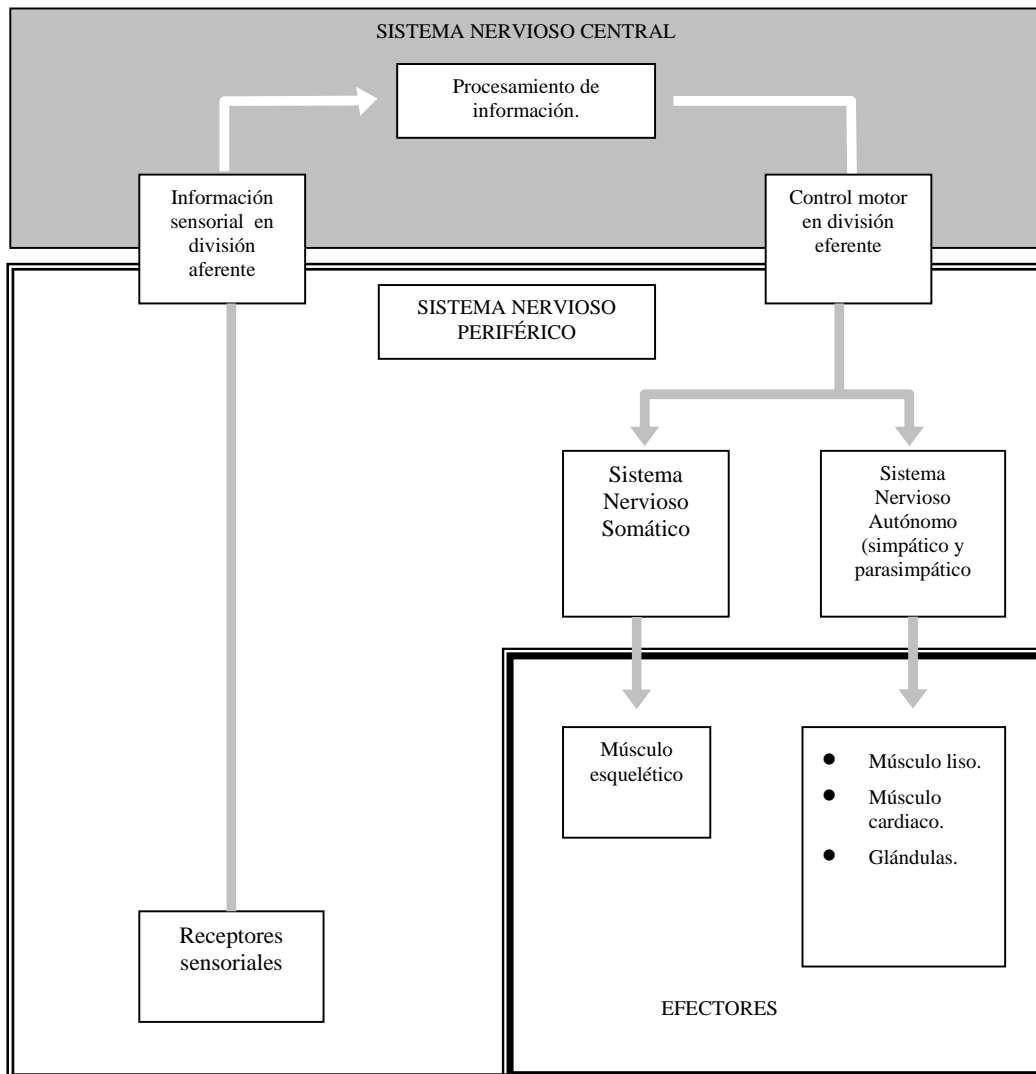 SISTEMA NERVIOSO CENTRAL
Procesamiento de
información.
Información
sensorial en
división
aferente
Control motor
en división
eferente
SISTEMA NERVIOSO
PERIFÉRICO
Sistema
Nervioso
Somático
Sistema
Nervioso
Autónomo
(simpático y
parasimpático
Músculo
esquelético
● Músculo liso.
● Músculo
cardiaco.
● Glándulas.
Receptores
sensoriales
EFECTORES